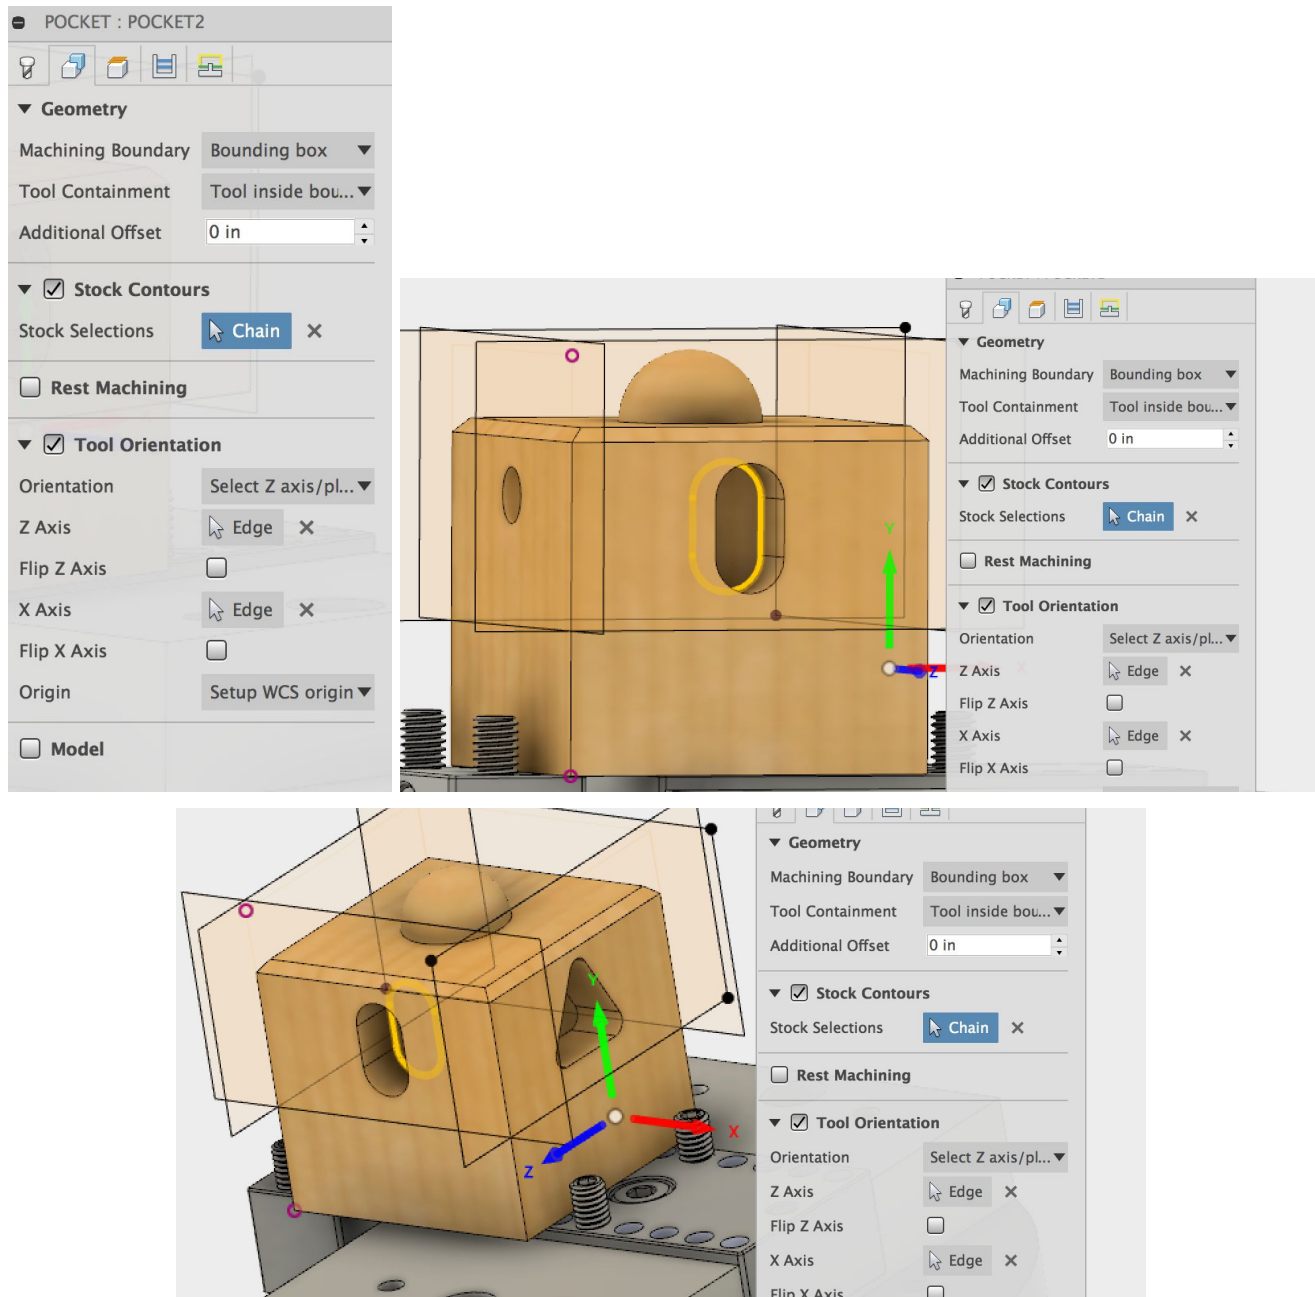 POCKET : POCKET2
Geometry
Machining Boundary Bounding box
Tool Containment Tool inside bou...
Additional Offset 0 in
Stock Contours
Stock Selections Chain
Rest Machining
Tool Orientation
Orientation Select Z axis/pl...
Z Axis Edge
Flip Z Axis
X Axis Edge
Flip X Axis
Origin Setup WCS origin
Model
Geometry
Machining Boundary Bounding box
Tool Containment Tool inside bou...
Additional Offset 0 in
Stock Contours
Stock Selections Chain
Rest Machining
Tool Orientation
Orientation Select Z axis/pl...
Z Axis Edge
Flip Z Axis
X Axis Edge
Flip X Axis
Y
Z
X
Geometry
Machining Boundary Bounding box
Tool Containment Tool inside bou...
Additional Offset 0 in
Stock Contours
Stock Selections Chain
Rest Machining
Tool Orientation
Orientation Select Z axis/pl...
Z Axis Edge
Flip Z Axis
X Axis Edge
Flip X Axis
Y
X
Z